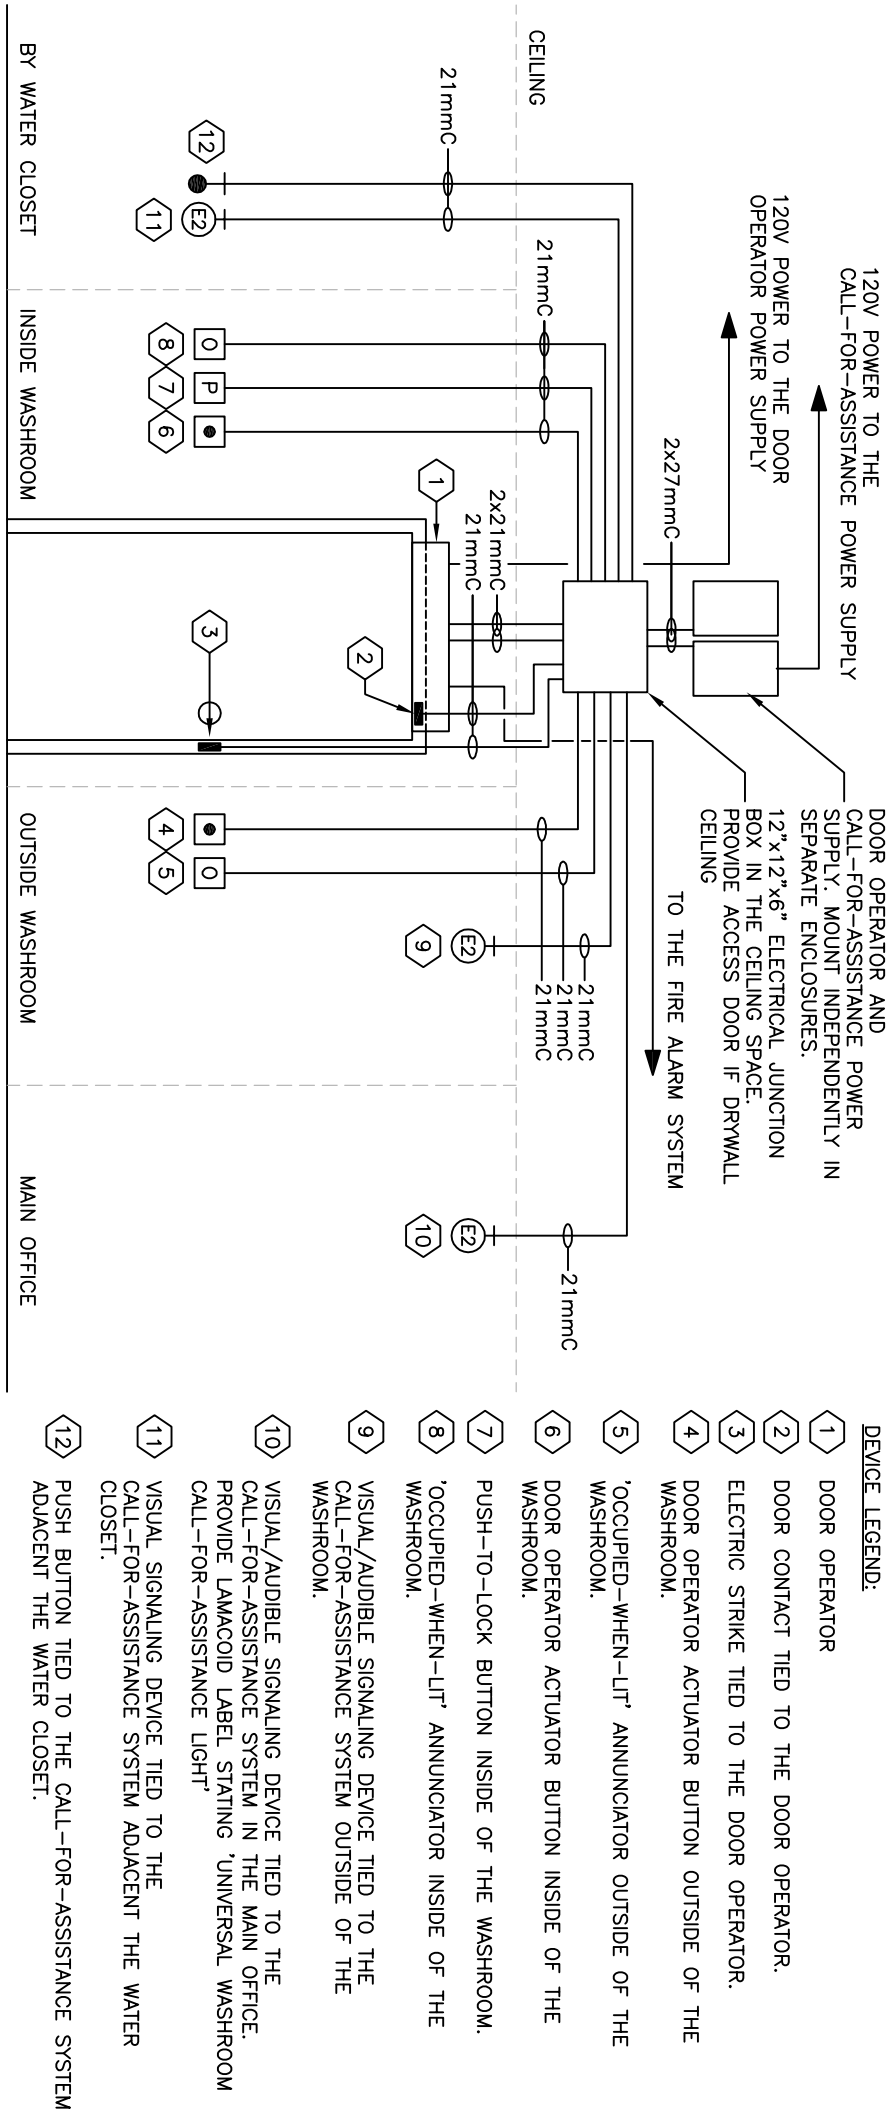 120V POWER TO THE
CALL-FOR-ASSISTANCE POWER SUPPLY
120V POWER TO THE DOOR
OPERATOR POWER SUPPLY
DOOR OPERATOR AND
CALL-FOR-ASSISTANCE POWER
SUPPLY. MOUNT INDEPENDENTLY IN
SEPARATE ENCLOSURES.
12"x12"x6" ELECTRICAL JUNCTION
BOX IN THE CEILING SPACE.
PROVIDE ACCESS DOOR IF DRYWALL
CEILING
TO THE FIRE ALARM SYSTEM
2x27mmC
CEILING
21mmC
21mmC
2x21mmC
21mmC
21mmC
21mmC
21mmC
21mmC
12
11
E2
8
O
7
P
6
1
2
3
4
5
O
9
E2
10
E2
BY WATER CLOSET
INSIDE WASHROOM
OUTSIDE WASHROOM
MAIN OFFICE
DEVICE LEGEND:
1 DOOR OPERATOR
2 DOOR CONTACT TIED TO THE DOOR OPERATOR.
3 ELECTRIC STRIKE TIED TO THE DOOR OPERATOR.
4 DOOR OPERATOR ACTUATOR BUTTON OUTSIDE OF THE
WASHROOM.
5 'OCCUPIED-WHEN-LIT' ANNUNCIATOR OUTSIDE OF THE
WASHROOM.
6 DOOR OPERATOR ACTUATOR BUTTON INSIDE OF THE
WASHROOM.
7 PUSH-TO-LOCK BUTTON INSIDE OF THE WASHROOM.
8 'OCCUPIED-WHEN-LIT' ANNUNCIATOR INSIDE OF THE
WASHROOM.
9 VISUAL/AUDIBLE SIGNALING DEVICE TIED TO THE
CALL-FOR-ASSISTANCE SYSTEM OUTSIDE OF THE
WASHROOM.
10 VISUAL/AUDIBLE SIGNALING DEVICE TIED TO THE
CALL-FOR-ASSISTANCE SYSTEM IN THE MAIN OFFICE.
PROVIDE LAMACOID LABEL STATING 'UNIVERSAL WASHROOM
CALL-FOR-ASSISTANCE LIGHT'
11 VISUAL SIGNALING DEVICE TIED TO THE
CALL-FOR-ASSISTANCE SYSTEM ADJACENT THE WATER
CLOSET.
12 PUSH BUTTON TIED TO THE CALL-FOR-ASSISTANCE SYSTEM
ADJACENT THE WATER CLOSET.